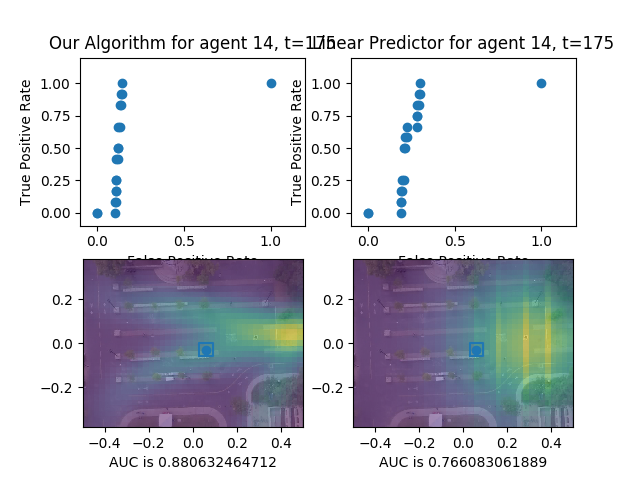 Our Algorithm for agent 14, t=175
Linear Predictor for agent 14, t=175
True Positive Rate
1.00
0.75
0.50
0.25
0.00
0.0 0.5 1.0
False Positive Rate
True Positive Rate
1.00
0.75
0.50
0.25
0.00
0.0 0.5 1.0
False Positive Rate
0.2
0.0
−0.2
−0.4 −0.2 0.0 0.2 0.4
AUC is 0.880632464712
0.2
0.0
−0.2
−0.4 −0.2 0.0 0.2 0.4
AUC is 0.766083061889